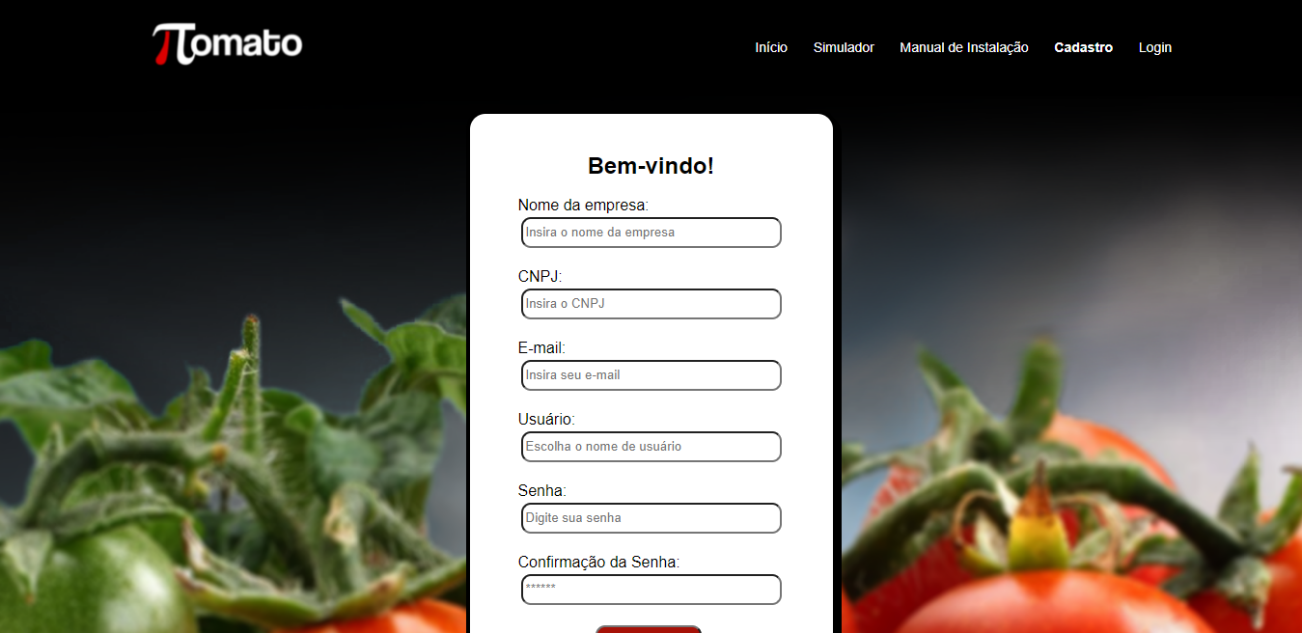 πTomato
Início Simulador Manual de Instalação Cadastro Login
Bem-vindo!
Nome da empresa:
Insira o nome da empresa
CNPJ:
Insira o CNPJ
E-mail:
Insira seu e-mail
Usuário:
Escolha o nome de usuário
Senha:
Digite sua senha
Confirmação da Senha:
******